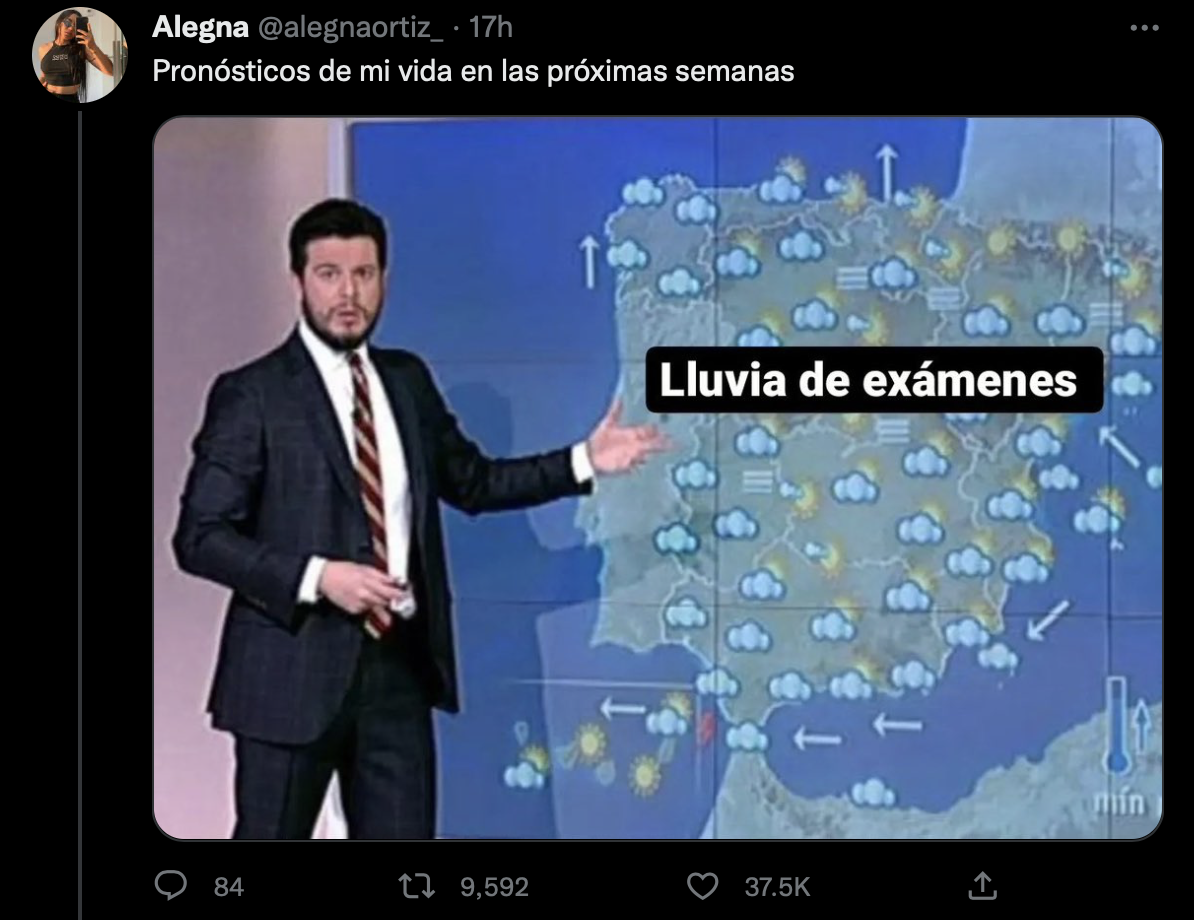 Alegna @alegnaortiz_ · 17h
Pronósticos de mi vida en las próximas semanas
Lluvia de exámenes
mín
84 9,592 37.5K